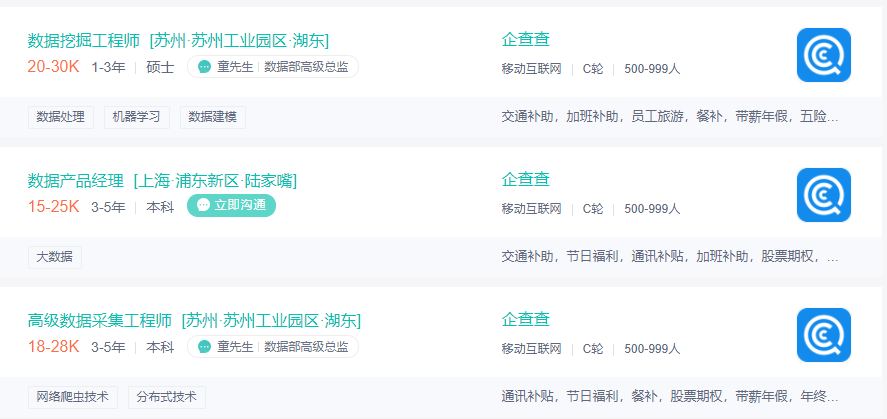 数据挖掘工程师 [苏州·苏州工业园区·湖东]
企查查
20-30K 1-3年 硕士 童先生 数据部高级总监
移动互联网 C轮 500-999人
数据处理 机器学习 数据建模
交通补助，加班补助，员工旅游，餐补，带薪年假，五险...
数据产品经理 [上海·浦东新区·陆家嘴]
企查查
15-25K 3-5年 本科 立即沟通
移动互联网 C轮 500-999人
大数据
交通补助，节日福利，通讯补贴，加班补助，股票期权，...
高级数据采集工程师 [苏州·苏州工业园区·湖东]
企查查
18-28K 3-5年 本科 童先生 数据部高级总监
移动互联网 C轮 500-999人
网络爬虫技术 分布式技术
通讯补贴，节日福利，餐补，股票期权，带薪年假，年终...